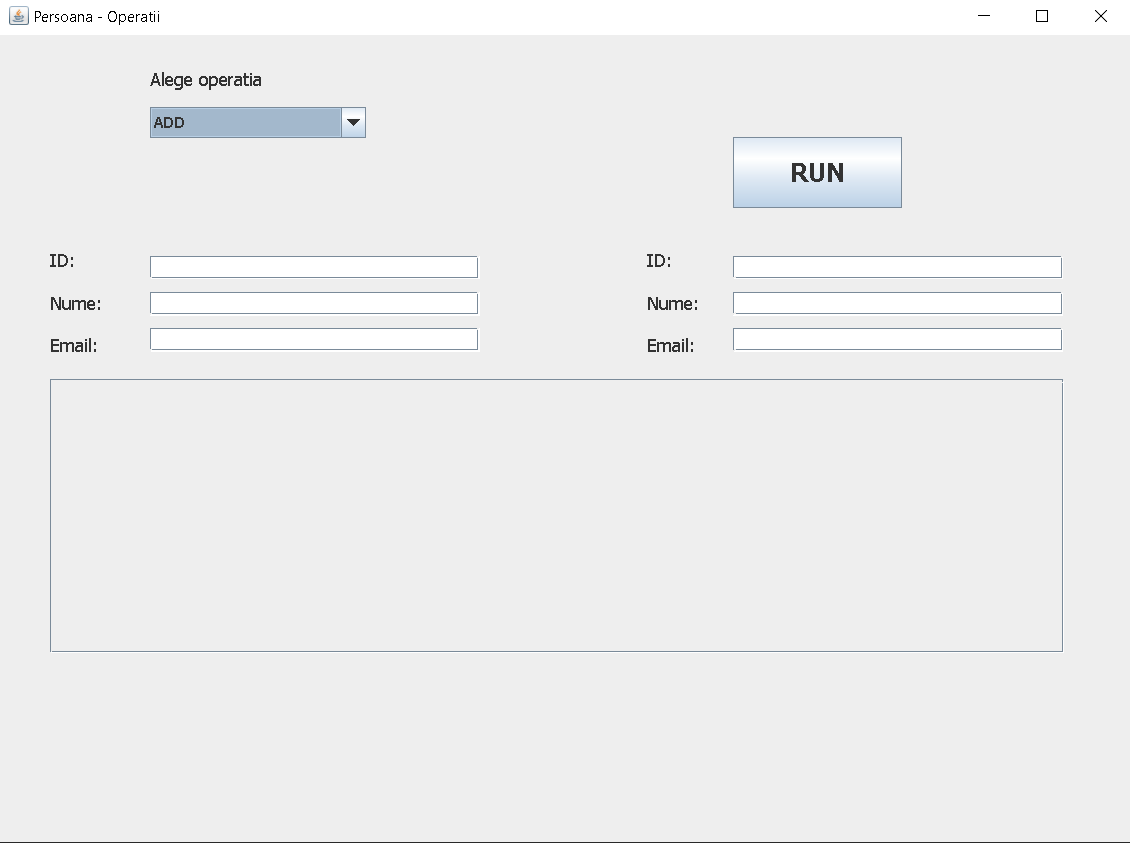 Persoana - Operatii
Alege operatia
ADD
RUN
ID:
ID:
Nume:
Nume:
Email:
Email: